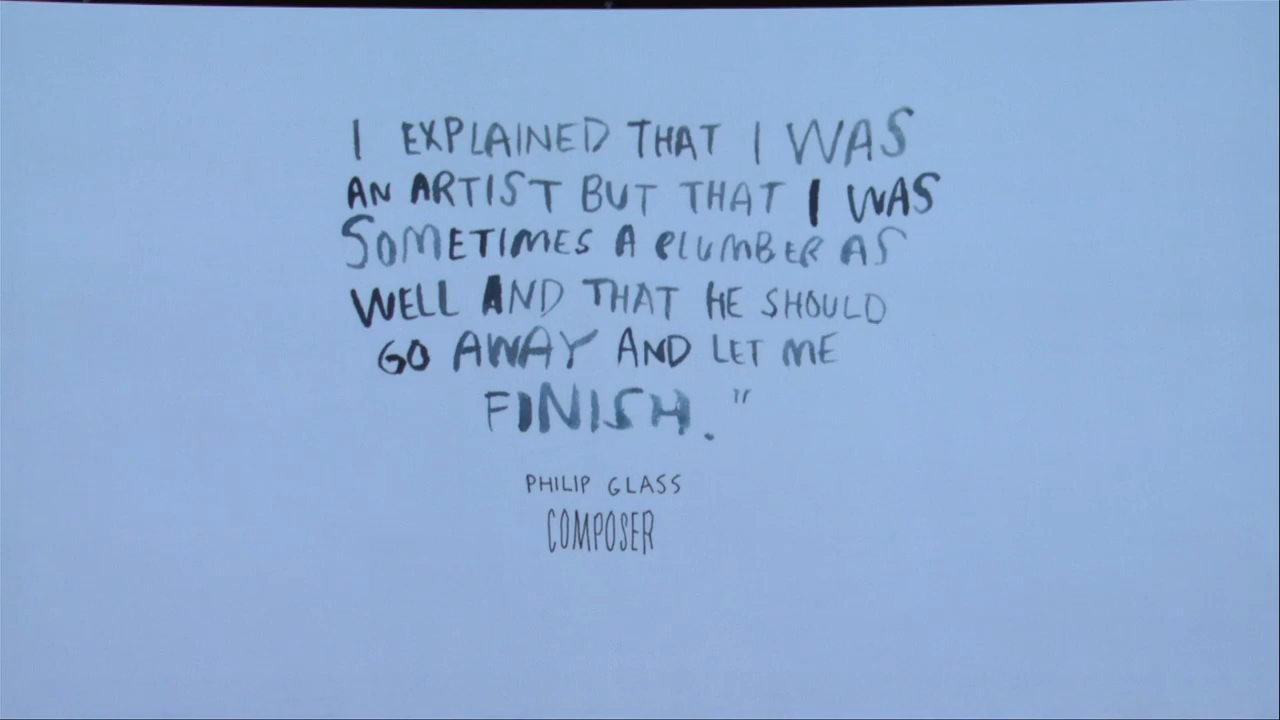 I EXPLAINED THAT I WAS
AN ARTIST BUT THAT I WAS
SOMETIMES A PLUMBER AS
WELL AND THAT HE SHOULD
GO AWAY AND LET ME
FINISH."
PHILIP GLASS
COMPOSER